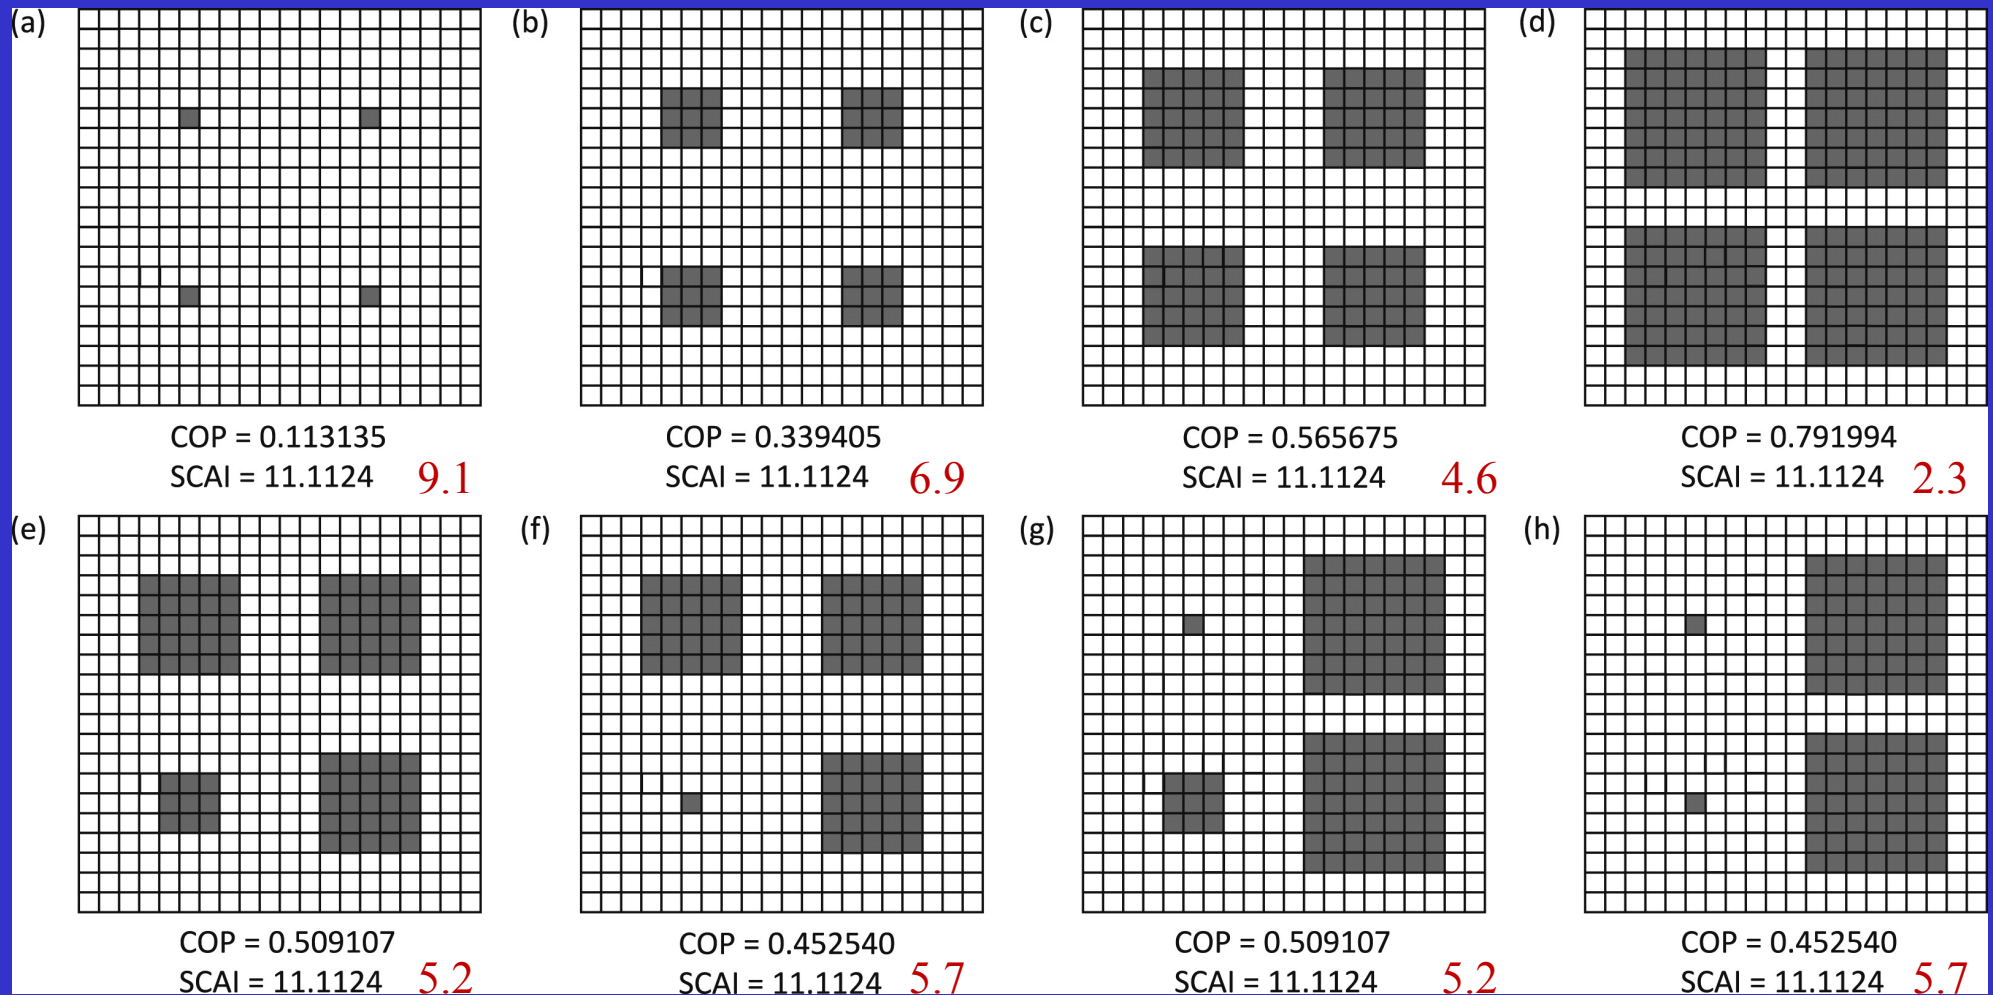 (a) (b) (c) (d)
COP = 0.113135 COP = 0.339405 COP = 0.565675 COP = 0.791994
SCAI = 11.1124 9.1 SCAI = 11.1124 6.9 SCAI = 11.1124 4.6 SCAI = 11.1124 2.3
(e) (f) (g) (h)
COP = 0.509107 COP = 0.452540 COP = 0.509107 COP = 0.452540
SCAI = 11.1124 5.2 SCAI = 11.1124 5.7 SCAI = 11.1124 5.2 SCAI = 11.1124 5.7